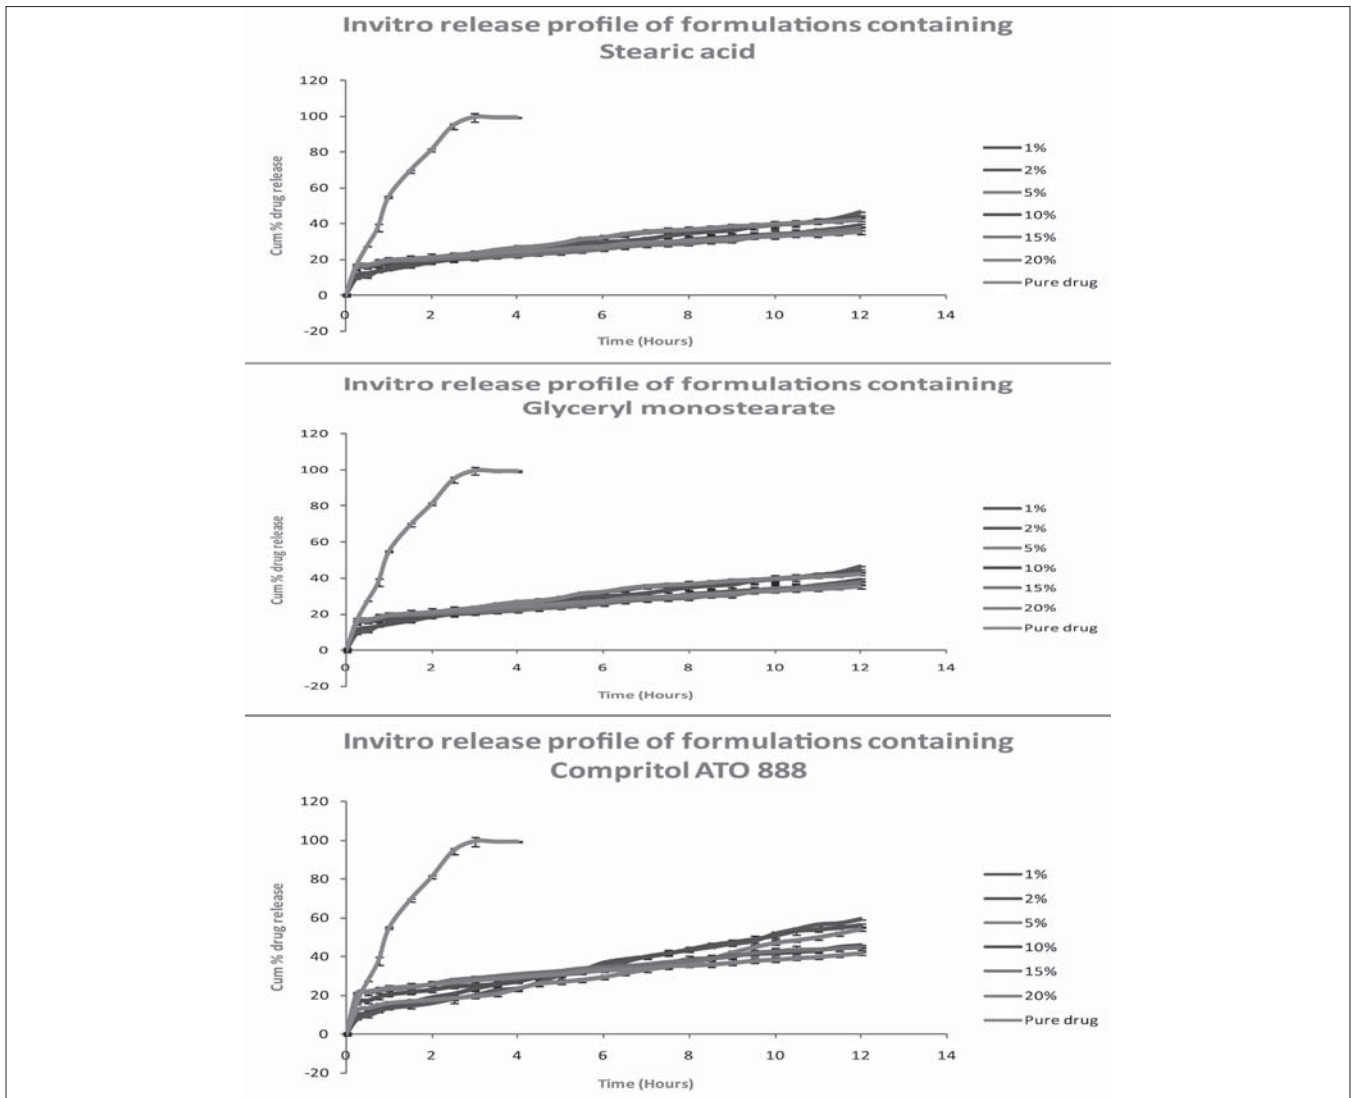 Invitro release profile of formulations containing
Stearic acid
120
100
80
60
40
20
0
-20
0 2 4 6 8 10 12 14
Cum % drug release
Time (Hours)
1%
2%
5%
10%
15%
20%
Pure drug
Invitro release profile of formulations containing
Glyceryl monostearate
120
100
80
60
40
20
0
-20
0 2 4 6 8 10 12 14
Cum % drug release
Time (Hours)
1%
2%
5%
10%
15%
20%
Pure drug
Invitro release profile of formulations containing
Compritol ATO 888
120
100
80
60
40
20
0
-20
0 2 4 6 8 10 12 14
Cum % drug release
Time (Hours)
1%
2%
5%
10%
15%
20%
Pure drug